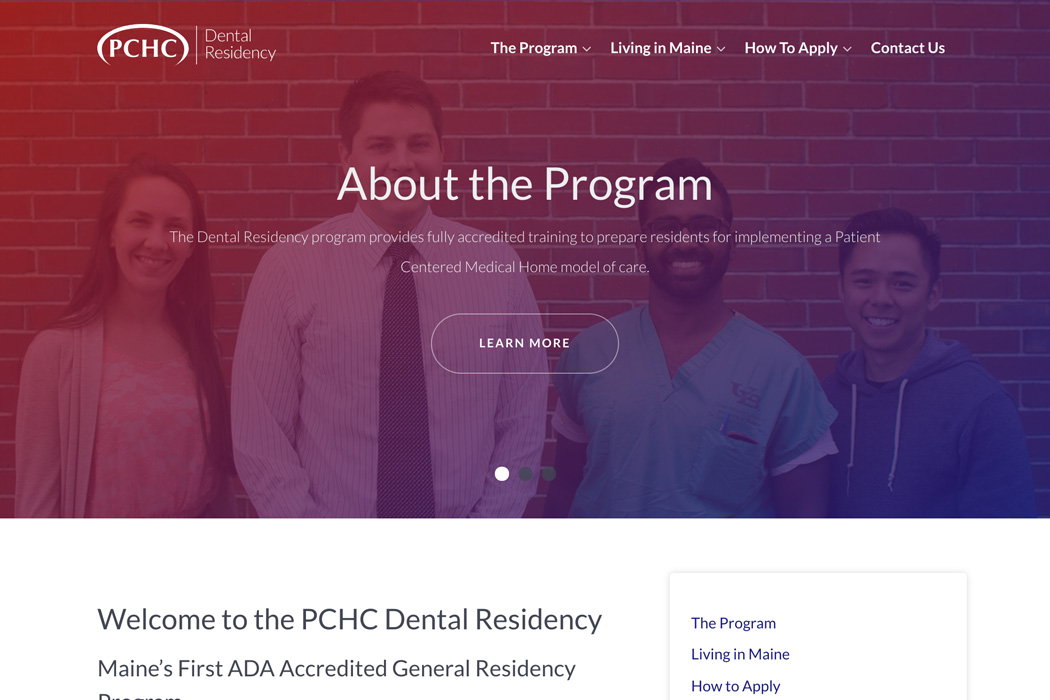 PCHC
Dental
Residency
The Program
Living in Maine
How To Apply
Contact Us
About the Program
The Dental Residency program provides fully accredited training to prepare residents for implementing a Patient
Centered Medical Home model of care.
LEARN MORE
UB
Welcome to the PCHC Dental Residency
Maine’s First ADA Accredited General Residency
Program
The Program
Living in Maine
How to Apply